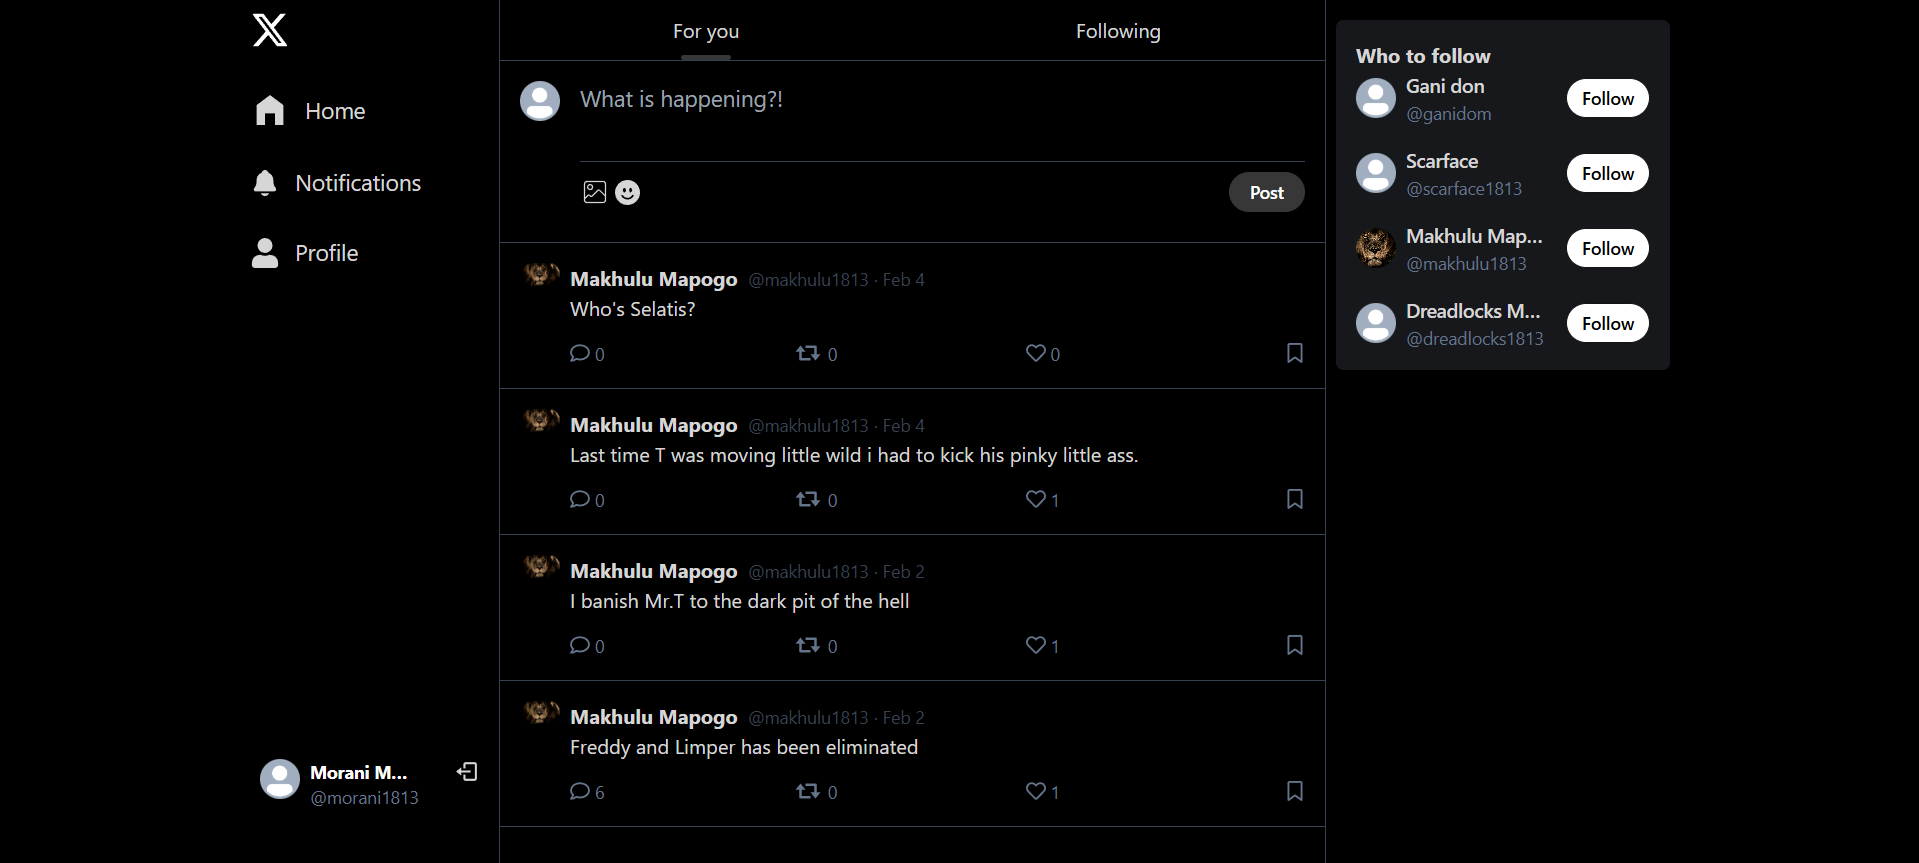 Home
Notifications
Profile
Morani M...
@morani1813
For you
Following
What is happening?!
Post
Makhulu Mapogo @makhulu1813 · Feb 4
Who's Selatis?
0 0 0
Makhulu Mapogo @makhulu1813 · Feb 4
Last time T was moving little wild i had to kick his pinky little ass.
0 0 1
Makhulu Mapogo @makhulu1813 · Feb 2
I banish Mr.T to the dark pit of the hell
0 0 1
Makhulu Mapogo @makhulu1813 · Feb 2
Freddy and Limper has been eliminated
6 0 1
Who to follow
Gani don
@ganidom
Follow
Scarface
@scarface1813
Follow
Makhulu Map...
@makhulu1813
Follow
Dreadlocks M...
@dreadlocks1813
Follow